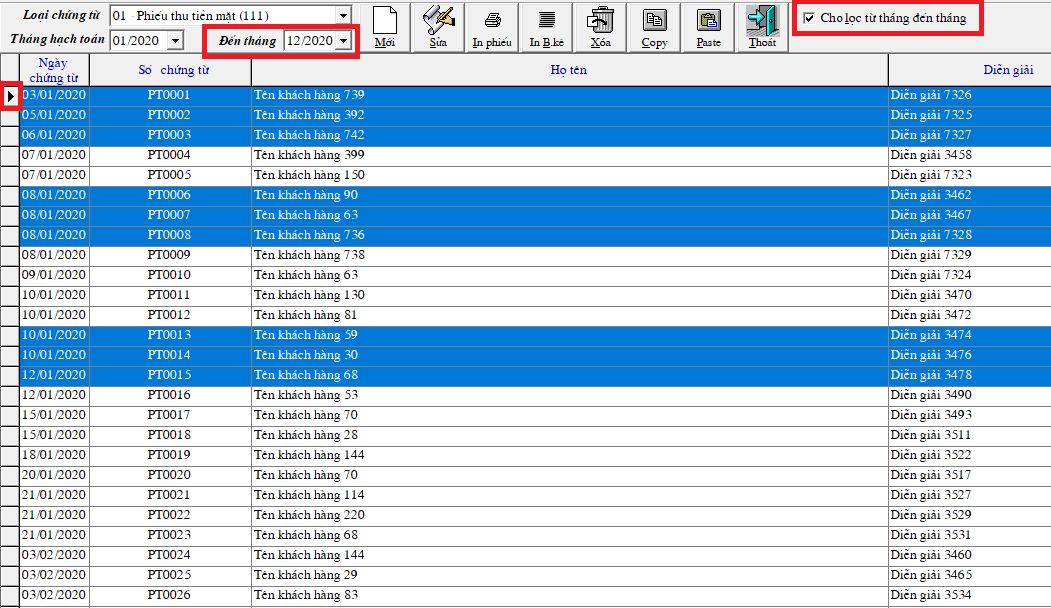 Loại chứng từ 01 - Phiếu thu tiền mặt (111)
Tháng hạch toán 01/2020 Đến tháng 12/2020
Mới Sửa In phiếu In B.kê Xóa Copy Paste Thoát
Cho lọc từ tháng đến tháng
Ngày chứng từ Số chứng từ Họ tên Diễn giải
03/01/2020 PT0001 Tên khách hàng 739 Diễn giải 7326
05/01/2020 PT0002 Tên khách hàng 392 Diễn giải 7325
06/01/2020 PT0003 Tên khách hàng 742 Diễn giải 7327
07/01/2020 PT0004 Tên khách hàng 399 Diễn giải 3458
07/01/2020 PT0005 Tên khách hàng 150 Diễn giải 7323
08/01/2020 PT0006 Tên khách hàng 90 Diễn giải 3462
08/01/2020 PT0007 Tên khách hàng 63 Diễn giải 3467
08/01/2020 PT0008 Tên khách hàng 736 Diễn giải 7328
08/01/2020 PT0009 Tên khách hàng 738 Diễn giải 7329
09/01/2020 PT0010 Tên khách hàng 63 Diễn giải 7324
10/01/2020 PT0011 Tên khách hàng 130 Diễn giải 3470
10/01/2020 PT0012 Tên khách hàng 81 Diễn giải 3472
10/01/2020 PT0013 Tên khách hàng 59 Diễn giải 3474
10/01/2020 PT0014 Tên khách hàng 30 Diễn giải 3476
12/01/2020 PT0015 Tên khách hàng 68 Diễn giải 3478
12/01/2020 PT0016 Tên khách hàng 53 Diễn giải 3490
15/01/2020 PT0017 Tên khách hàng 70 Diễn giải 3493
15/01/2020 PT0018 Tên khách hàng 28 Diễn giải 3511
18/01/2020 PT0019 Tên khách hàng 144 Diễn giải 3522
20/01/2020 PT0020 Tên khách hàng 70 Diễn giải 3517
21/01/2020 PT0021 Tên khách hàng 114 Diễn giải 3527
21/01/2020 PT0022 Tên khách hàng 220 Diễn giải 3529
21/01/2020 PT0023 Tên khách hàng 68 Diễn giải 3531
03/02/2020 PT0024 Tên khách hàng 144 Diễn giải 3460
03/02/2020 PT0025 Tên khách hàng 29 Diễn giải 3465
03/02/2020 PT0026 Tên khách hàng 83 Diễn giải 3534